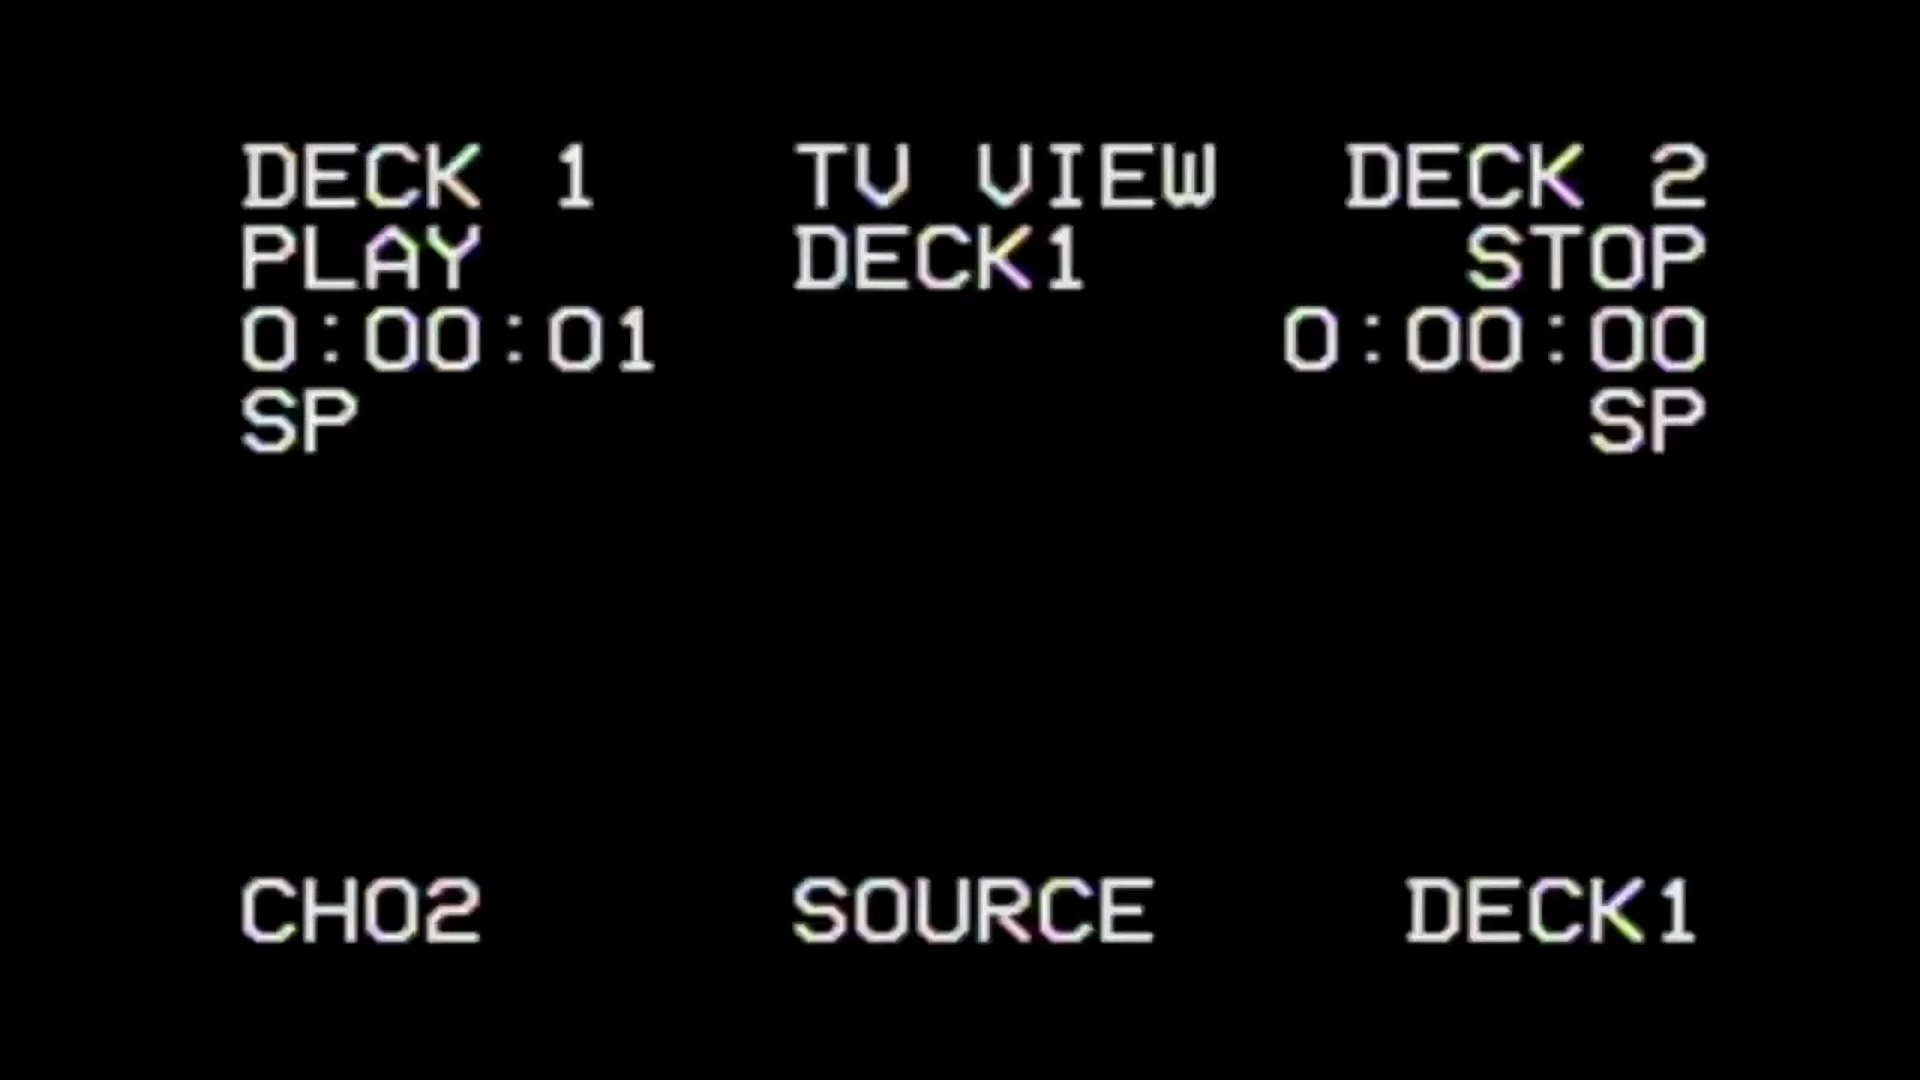 DECK 1 TV VIEW DECK 2
PLAY DECK1 STOP
0:00:01 0:00:00
SP SP
CH02 SOURCE DECK1